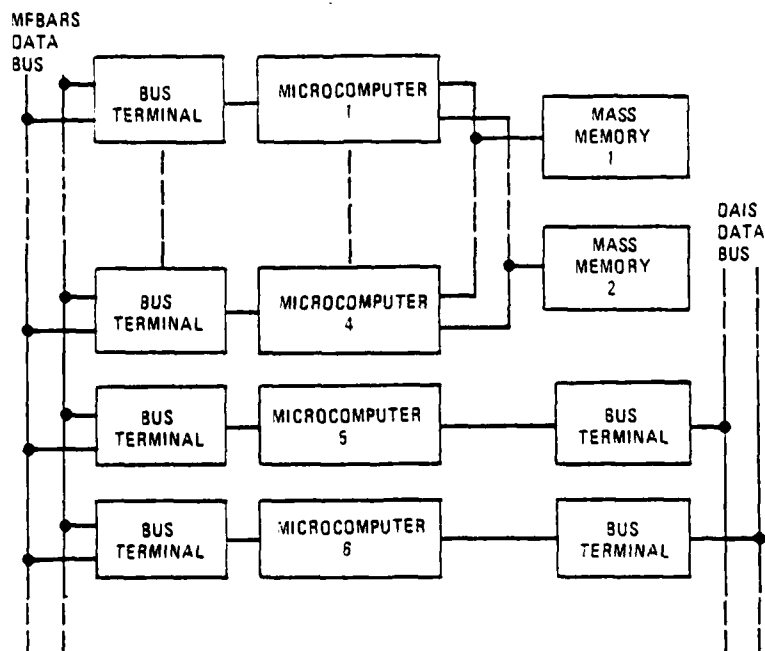 MFBARS
DATA
BUS
BUS
TERMINAL
MICROCOMPUTER
1
MASS
MEMORY
1
DAIS
DATA
BUS
MASS
MEMORY
2
BUS
TERMINAL
MICROCOMPUTER
4
BUS
TERMINAL
MICROCOMPUTER
5
BUS
TERMINAL
BUS
TERMINAL
MICROCOMPUTER
6
BUS
TERMINAL